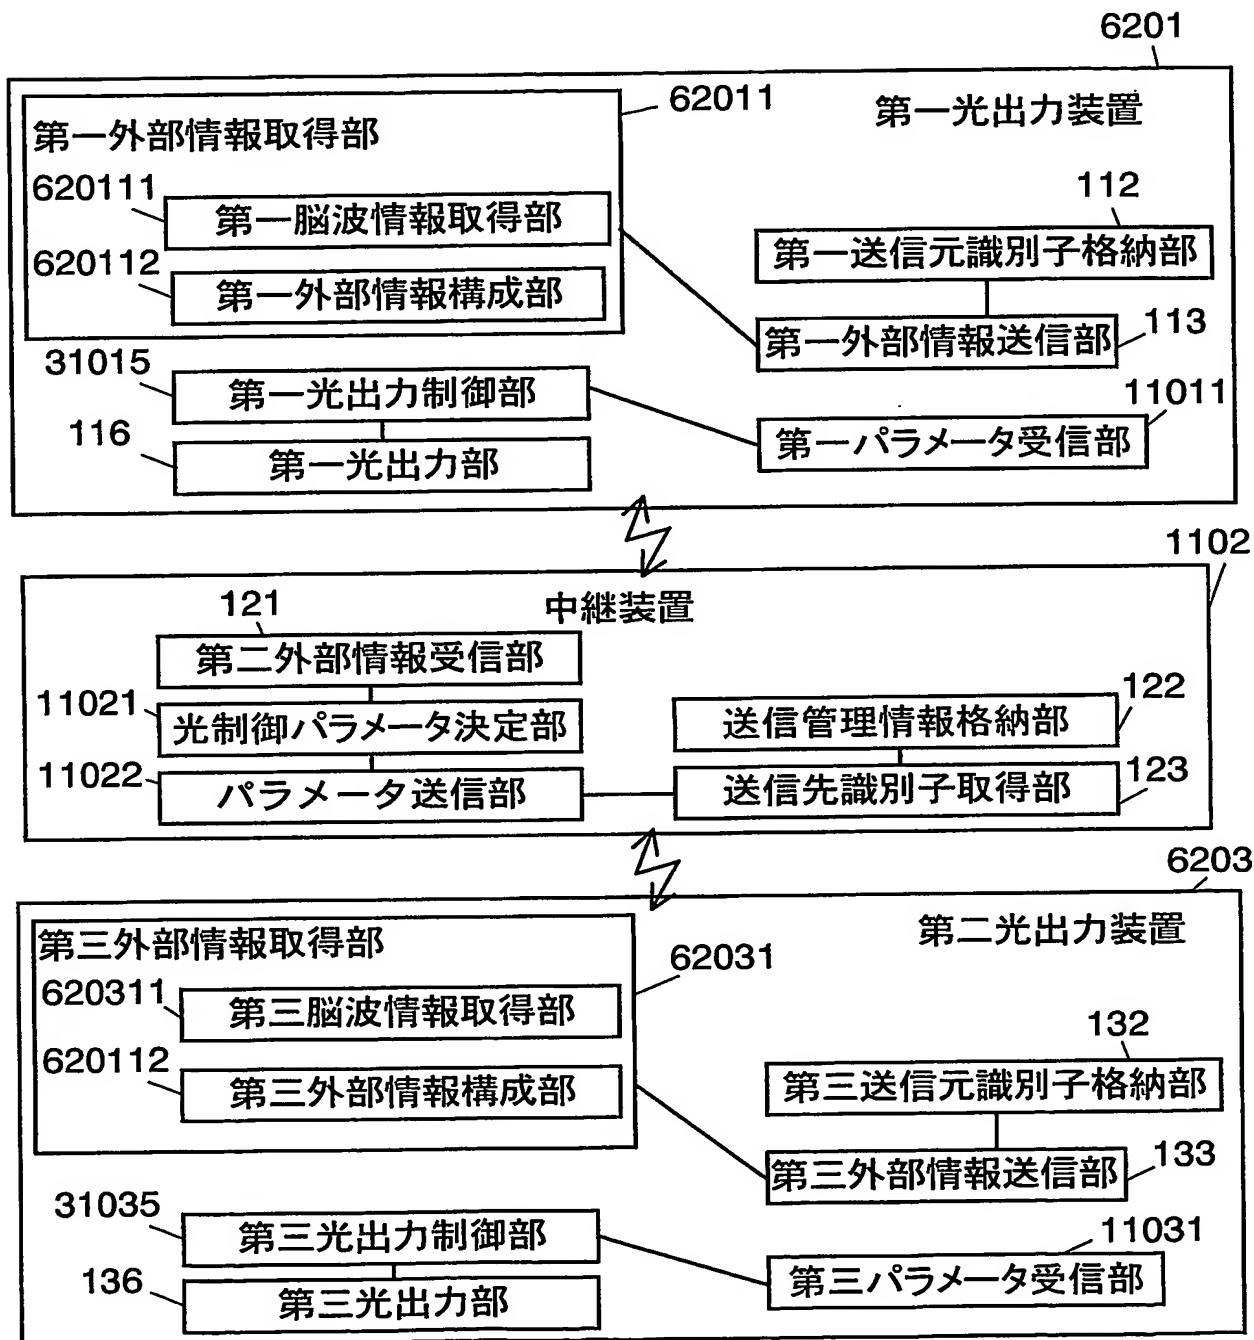 6201
62011
第一光出力装置
第一外部情報取得部
620111
第一脳波情報取得部
112
第一送信元識別子格納部
620112
第一外部情報構成部
113
第一外部情報送信部
31015
第一光出力制御部
11011
第一パラメータ受信部
116
第一光出力部
1102
中継装置
121
第二外部情報受信部
11021
光制御パラメータ決定部
122
送信管理情報格納部
11022
パラメータ送信部
123
送信先識別子取得部
6203
第二光出力装置
第三外部情報取得部
62031
620311
第三脳波情報取得部
132
第三送信元識別子格納部
620112
第三外部情報構成部
133
第三外部情報送信部
31035
第三光出力制御部
11031
第三パラメータ受信部
136
第三光出力部